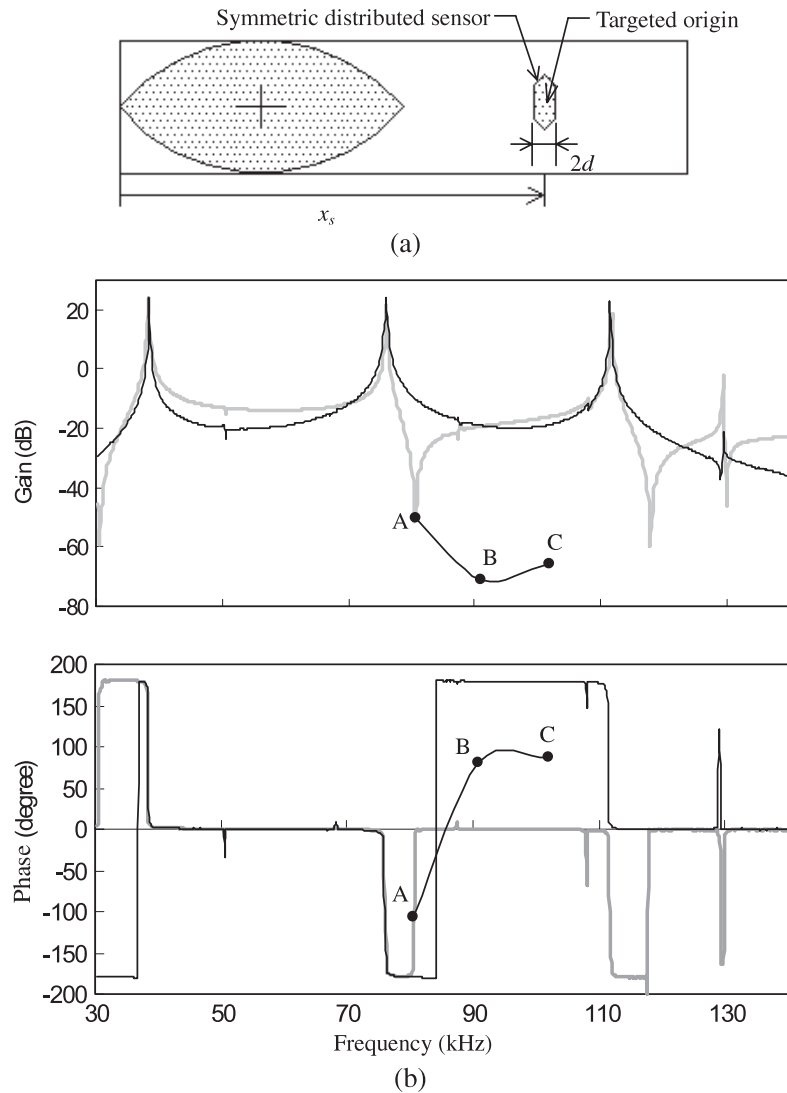 Symmetric distributed sensor
Targeted origin
2d
x_s
(a)
20
0
-20
-40
-60
-80
Gain (dB)
A
B
C
200
150
100
50
0
-50
-100
-150
-200
Phase (degree)
A
B
C
30
50
70
90
110
130
Frequency (kHz)
(b)